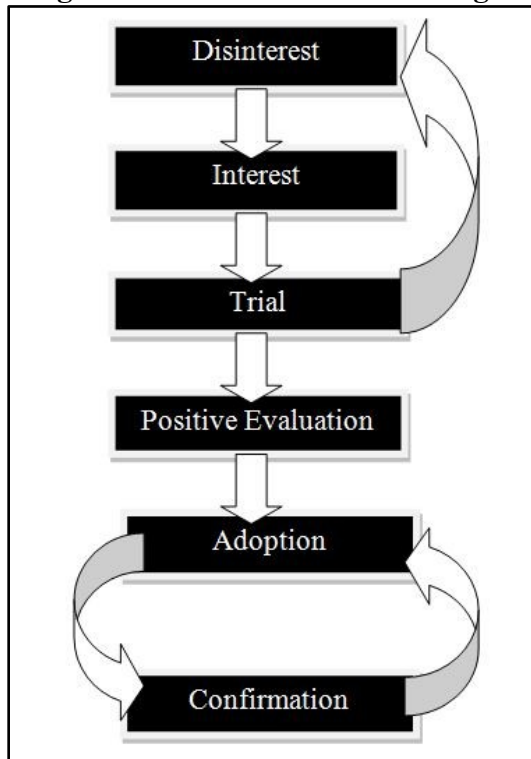 Disinterest
Interest
Trial
Positive Evaluation
Adoption
Confirmation